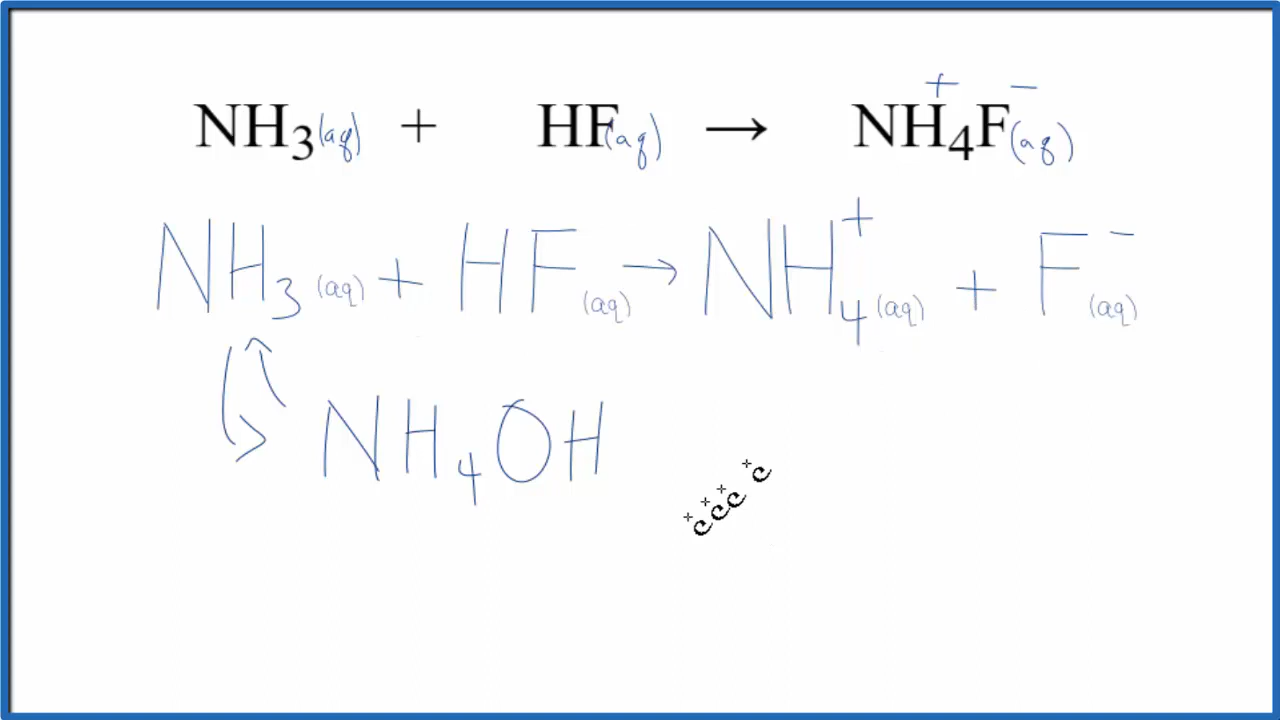 NH₃(aq) + HF(aq) → NH₄⁺F⁻(aq)
NH₃(aq) + HF(aq) → NH₄⁺(aq) + F⁻(aq)
NH₄OH
+c +c +c +c